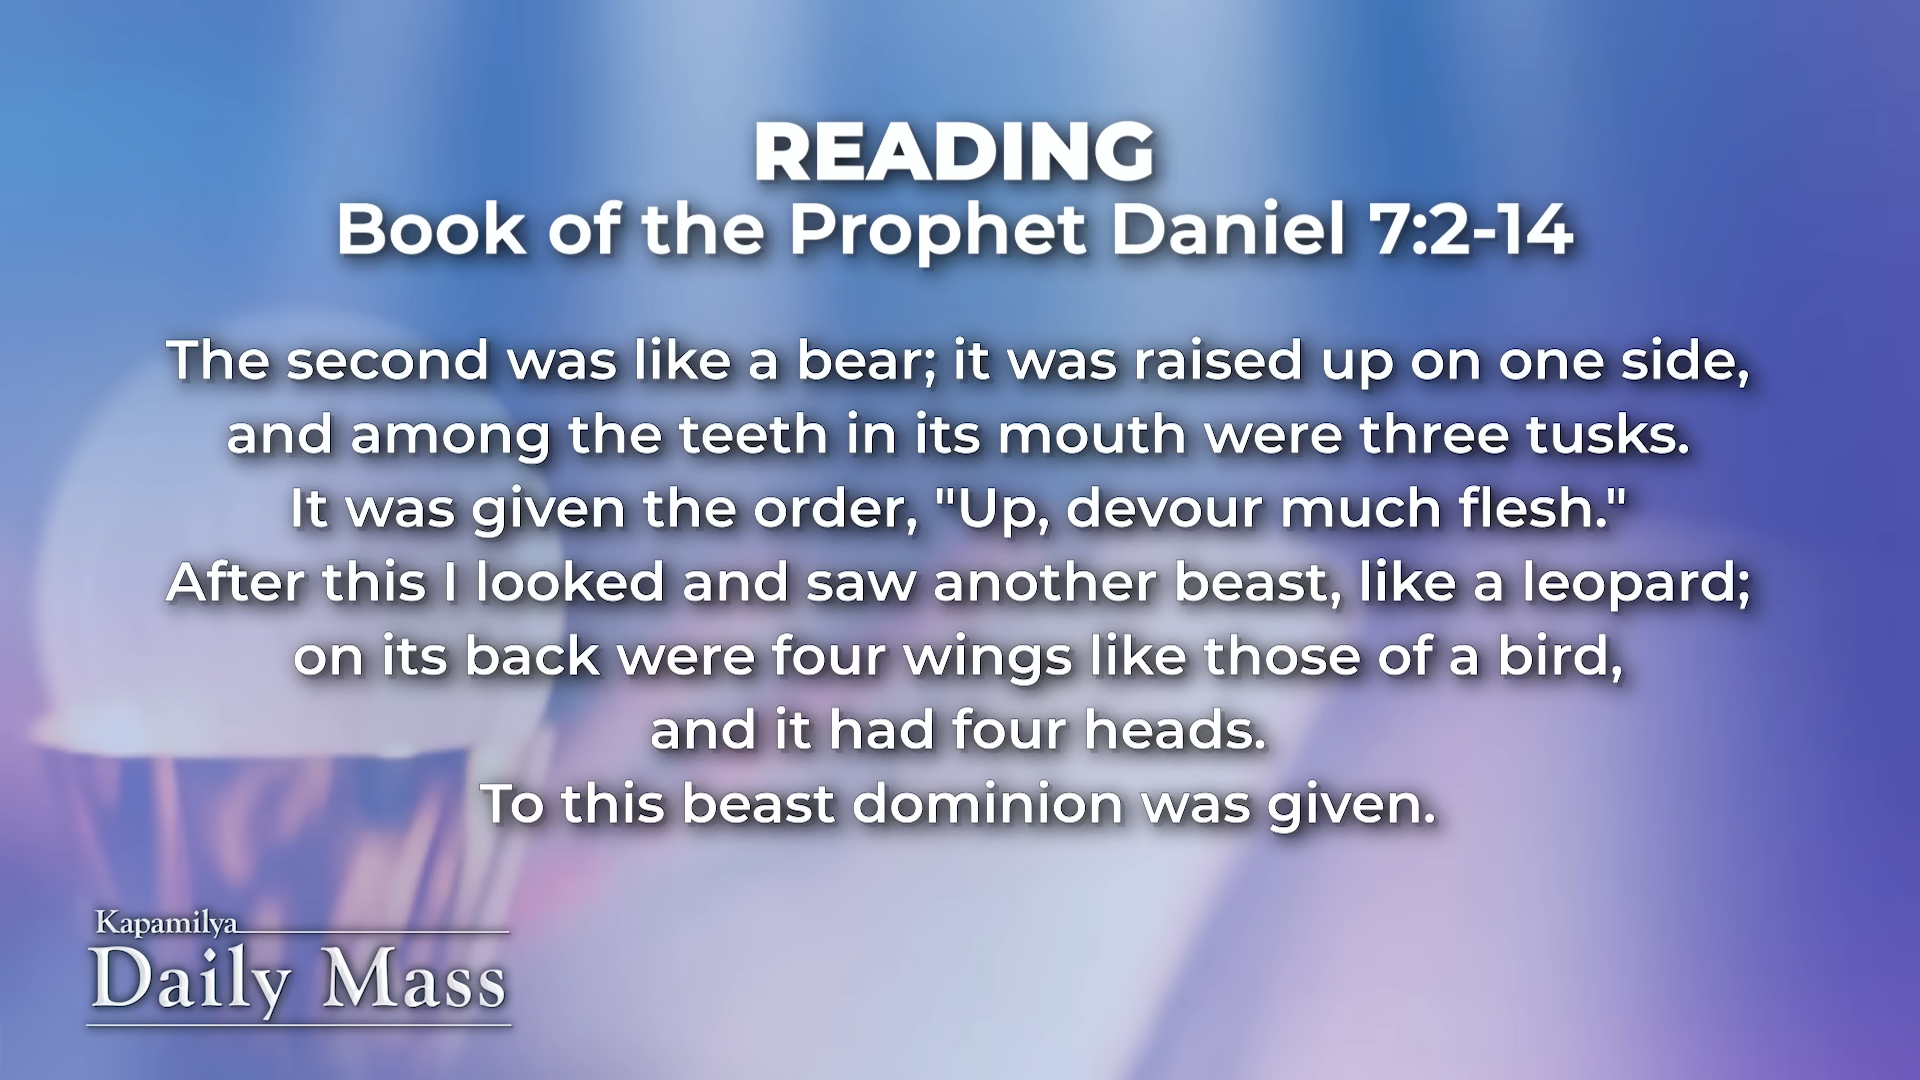 READING
Book of the Prophet Daniel 7:2-14
The second was like a bear; it was raised up on one side,
and among the teeth in its mouth were three tusks.
It was given the order, "Up, devour much flesh."
After this I looked and saw another beast, like a leopard;
on its back were four wings like those of a bird,
and it had four heads.
To this beast dominion was given.
Kapamilya
Daily Mass